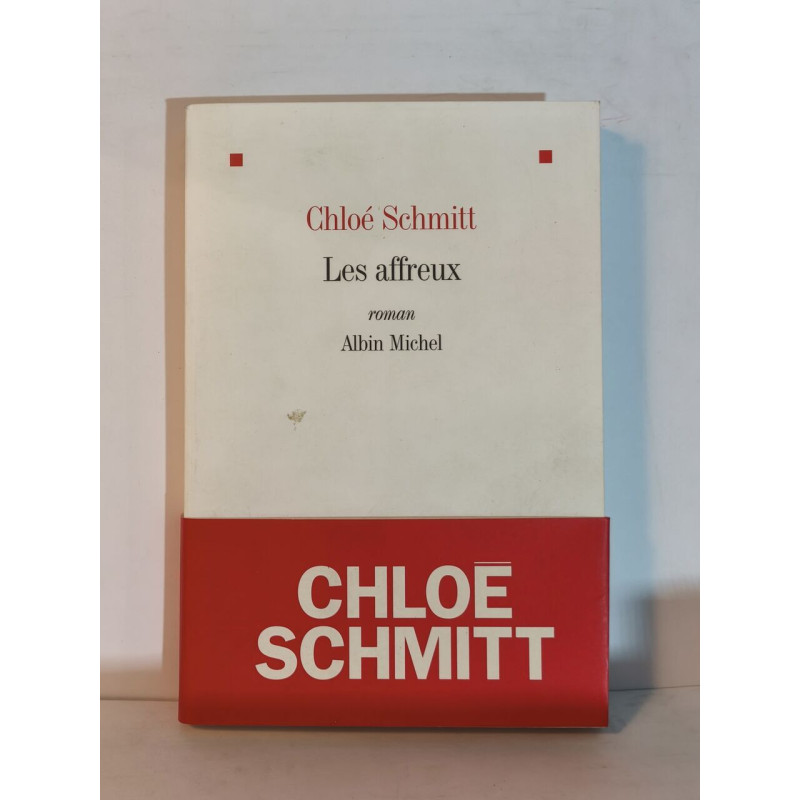 Chloé Schmitt
Les affreux
roman
Albin Michel
CHLOÉ
SCHMITT